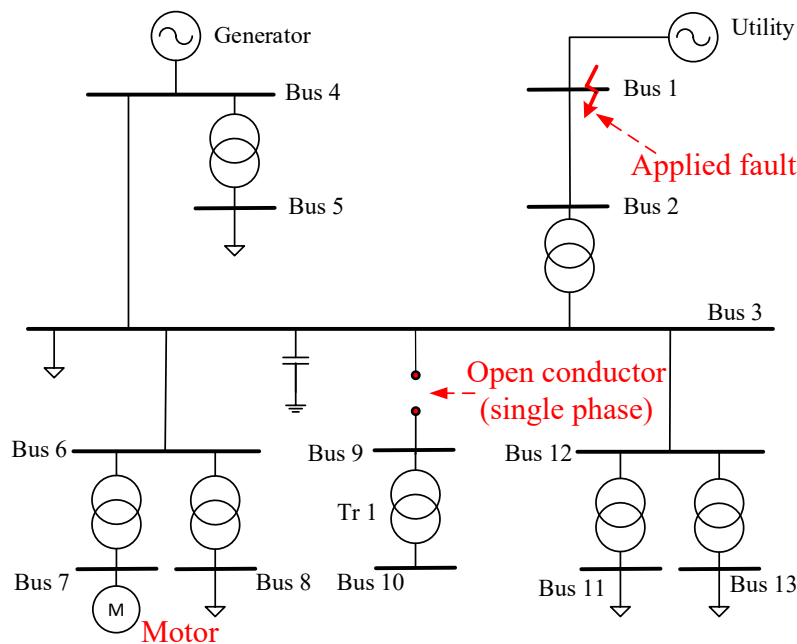 Generator
Utility
Bus 4
Bus 1
Applied fault
Bus 5
Bus 2
Bus 3
Open conductor
(single phase)
Bus 6
Bus 9
Bus 12
Tr 1
Bus 7
Bus 8
Bus 10
Bus 11
Bus 13
M
Motor